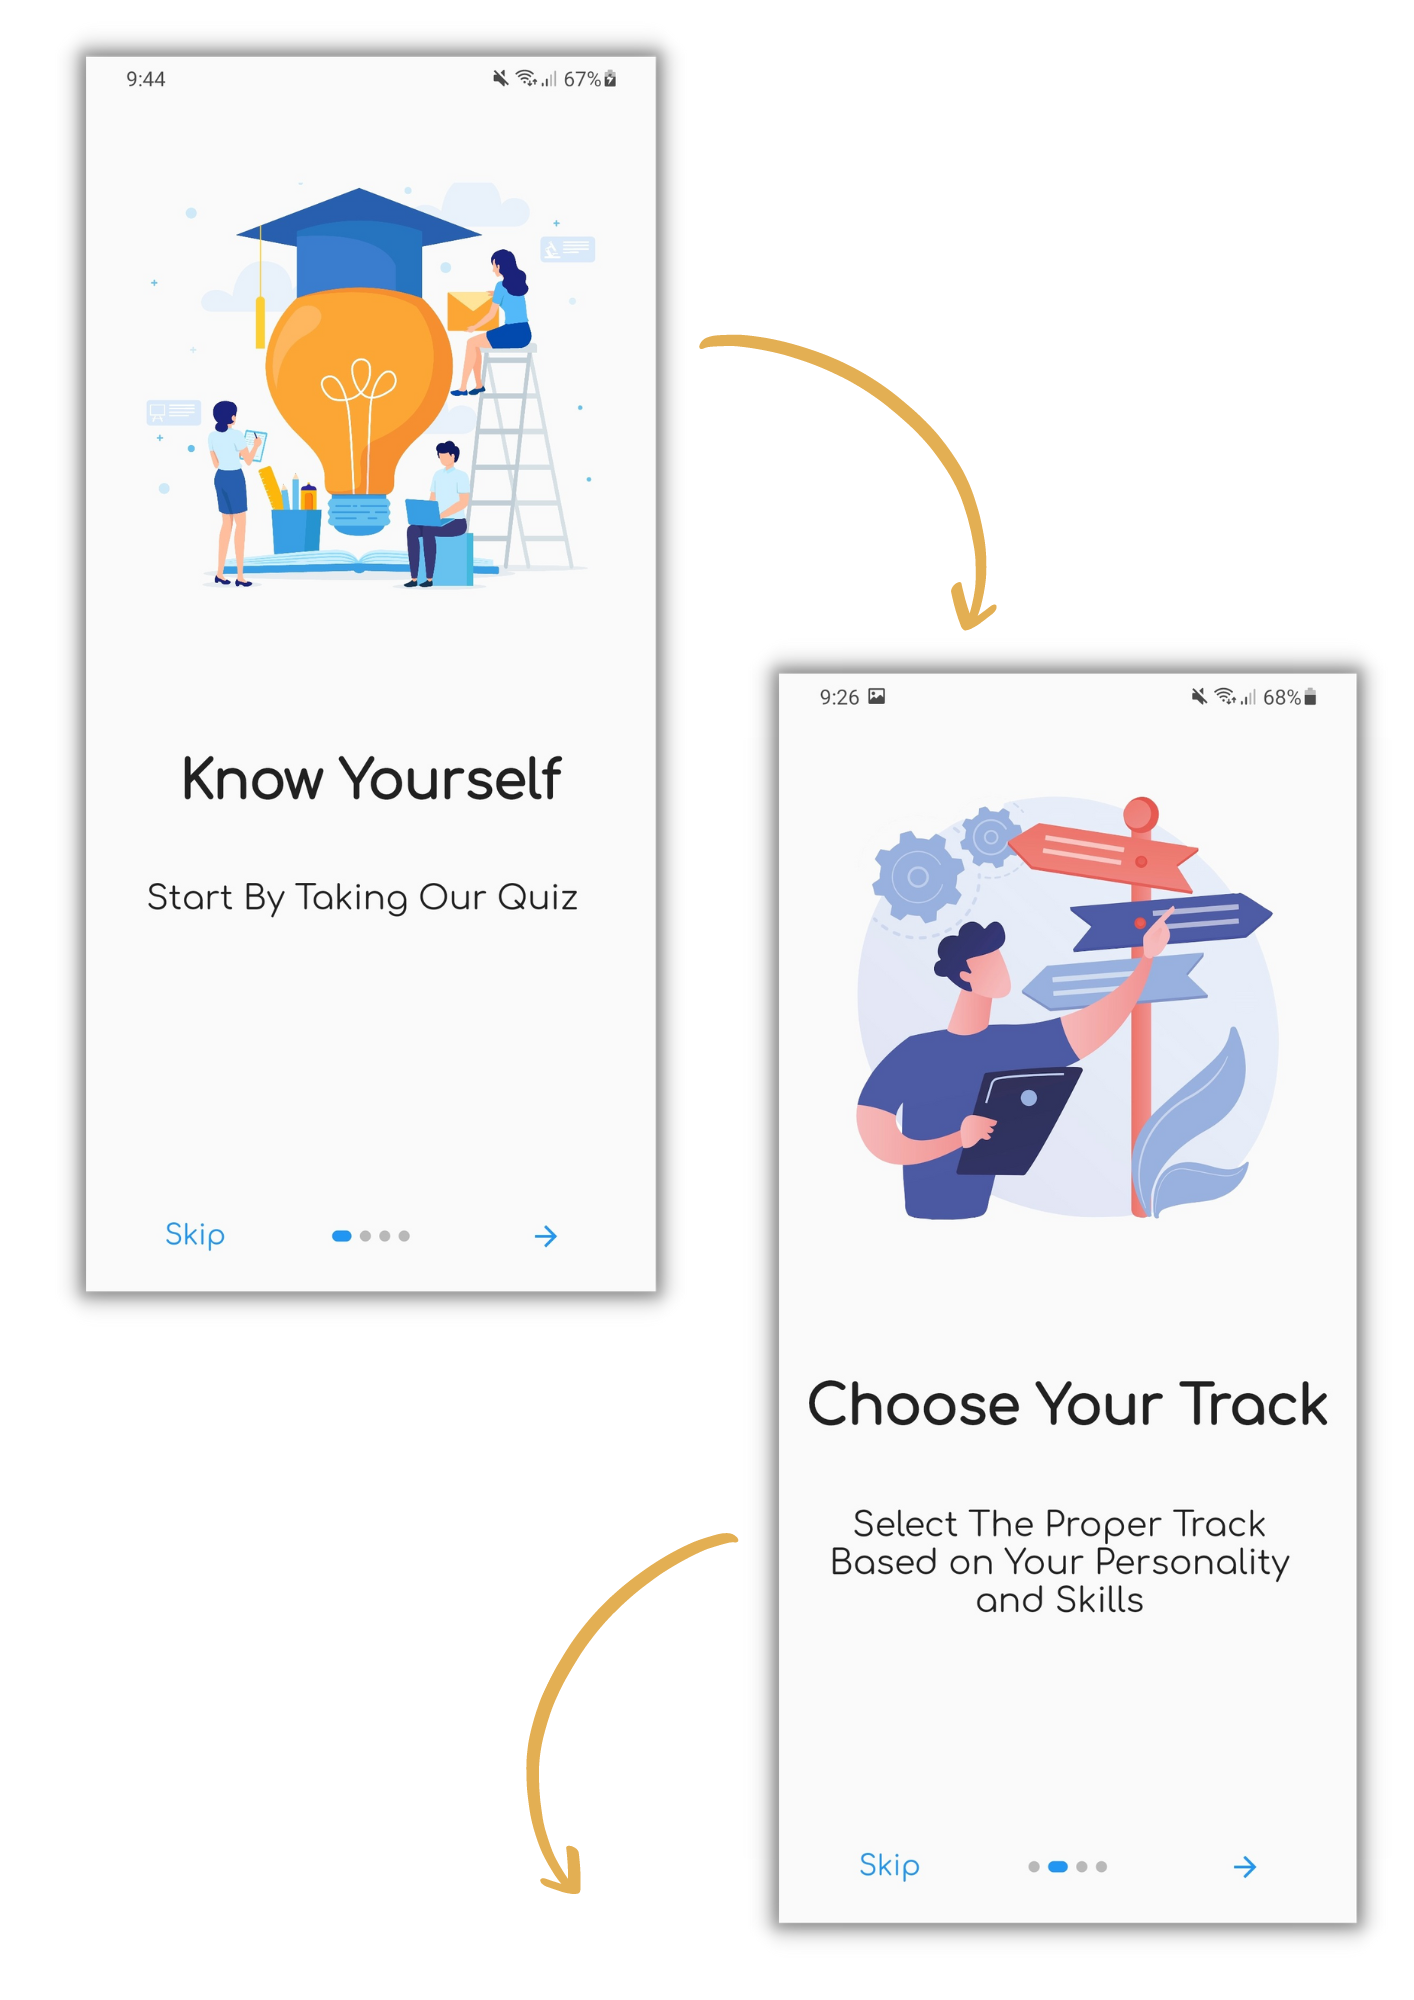 9:44
67%
Know Yourself
Start By Taking Our Quiz
Skip
9:26
68%
Choose Your Track
Select The Proper Track
Based on Your Personality
and Skills
Skip